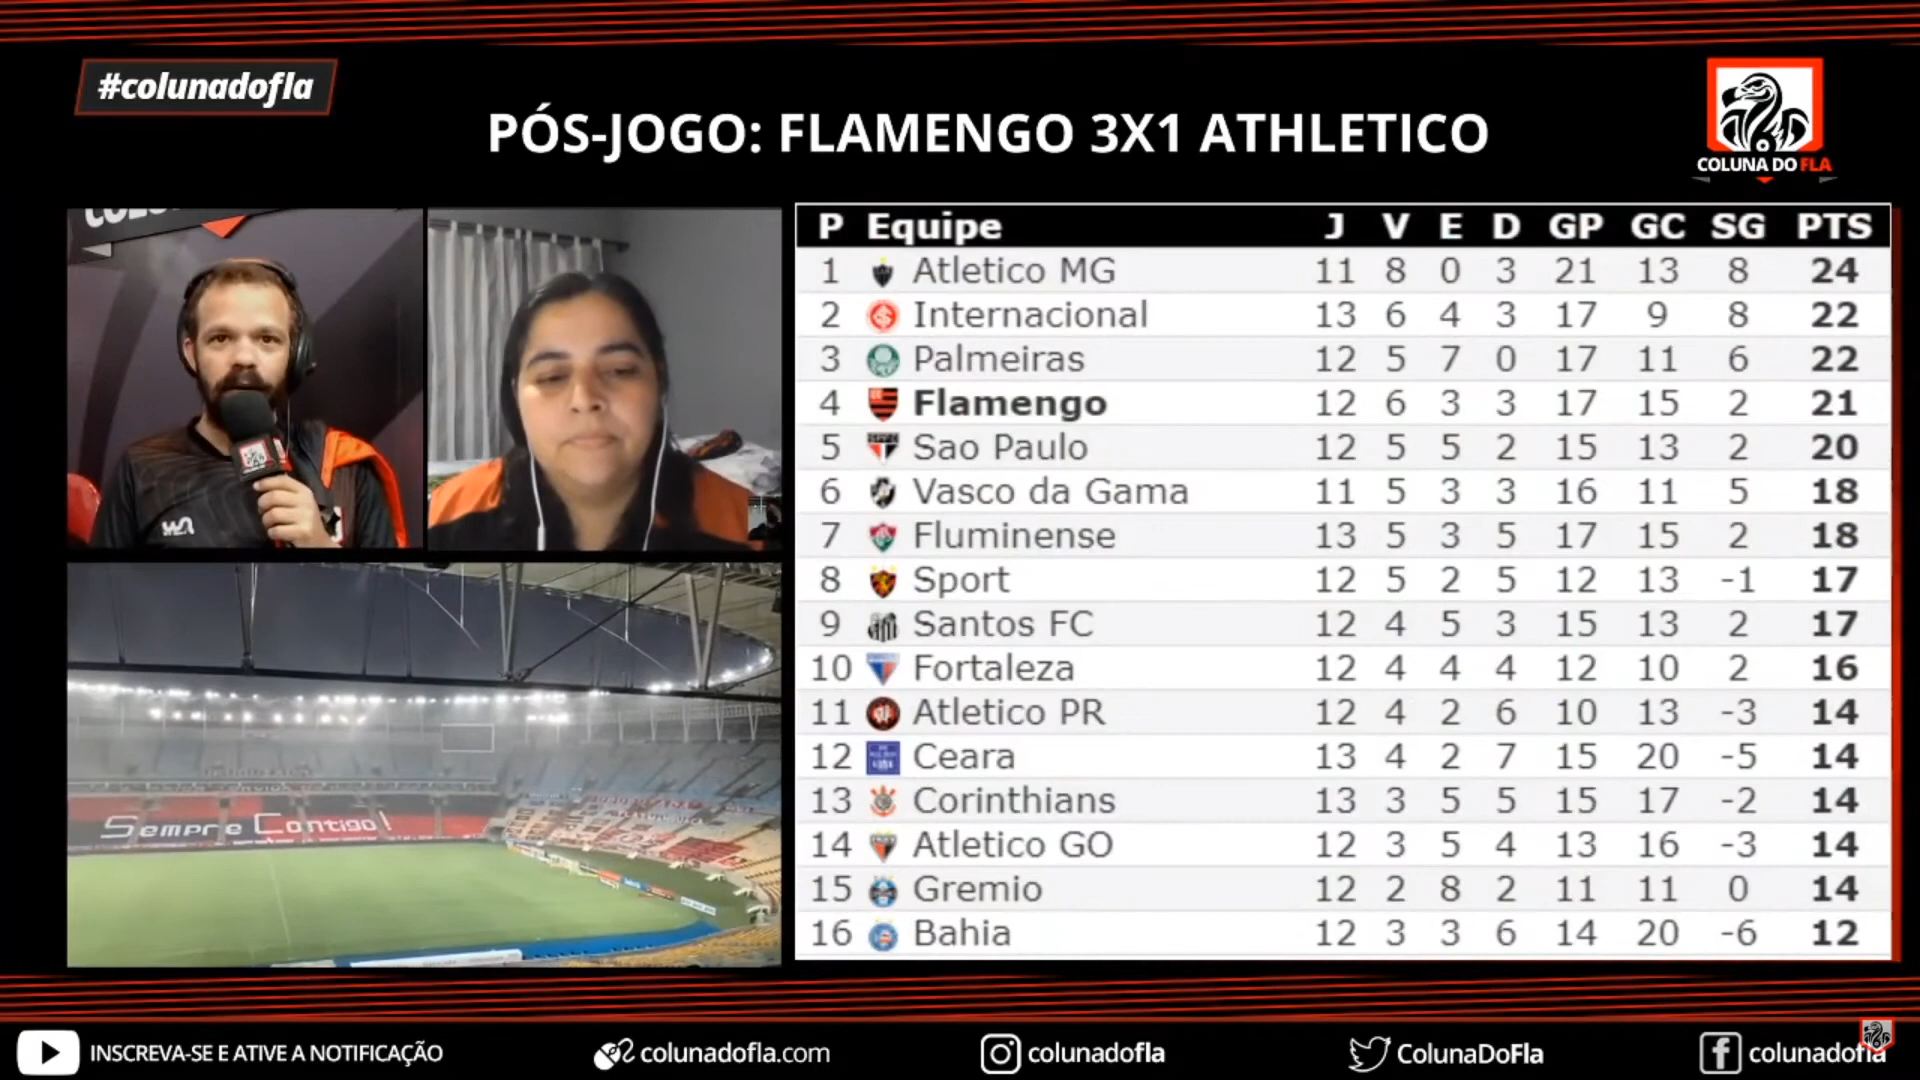 #colunadofla
PÓS-JOGO: FLAMENGO 3X1 ATHLETICO
COLUNA DO FLA
P Equipe J V E D GP GC SG PTS
1 Atletico MG 11 8 0 3 21 13 8 24
2 Internacional 13 6 4 3 17 9 8 22
3 Palmeiras 12 5 7 0 17 11 6 22
4 Flamengo 12 6 3 3 17 15 2 21
5 Sao Paulo 12 5 5 2 15 13 2 20
6 Vasco da Gama 11 5 3 3 16 11 5 18
7 Fluminense 13 5 3 5 17 15 2 18
8 Sport 12 5 2 5 12 13 -1 17
9 Santos FC 12 4 5 3 15 13 2 17
10 Fortaleza 12 4 4 4 12 10 2 16
11 Atletico PR 12 4 2 6 10 13 -3 14
12 Ceara 13 4 2 7 15 20 -5 14
13 Corinthians 13 3 5 5 15 17 -2 14
14 Atletico GO 12 3 5 4 13 16 -3 14
15 Gremio 12 2 8 2 11 11 0 14
16 Bahia 12 3 3 6 14 20 -6 12
Sempre Contigo!
INSCREVA-SE E ATIVE A NOTIFICAÇÃO
colunadofla.com
colunadofla
ColunaDoFla
colunadofla